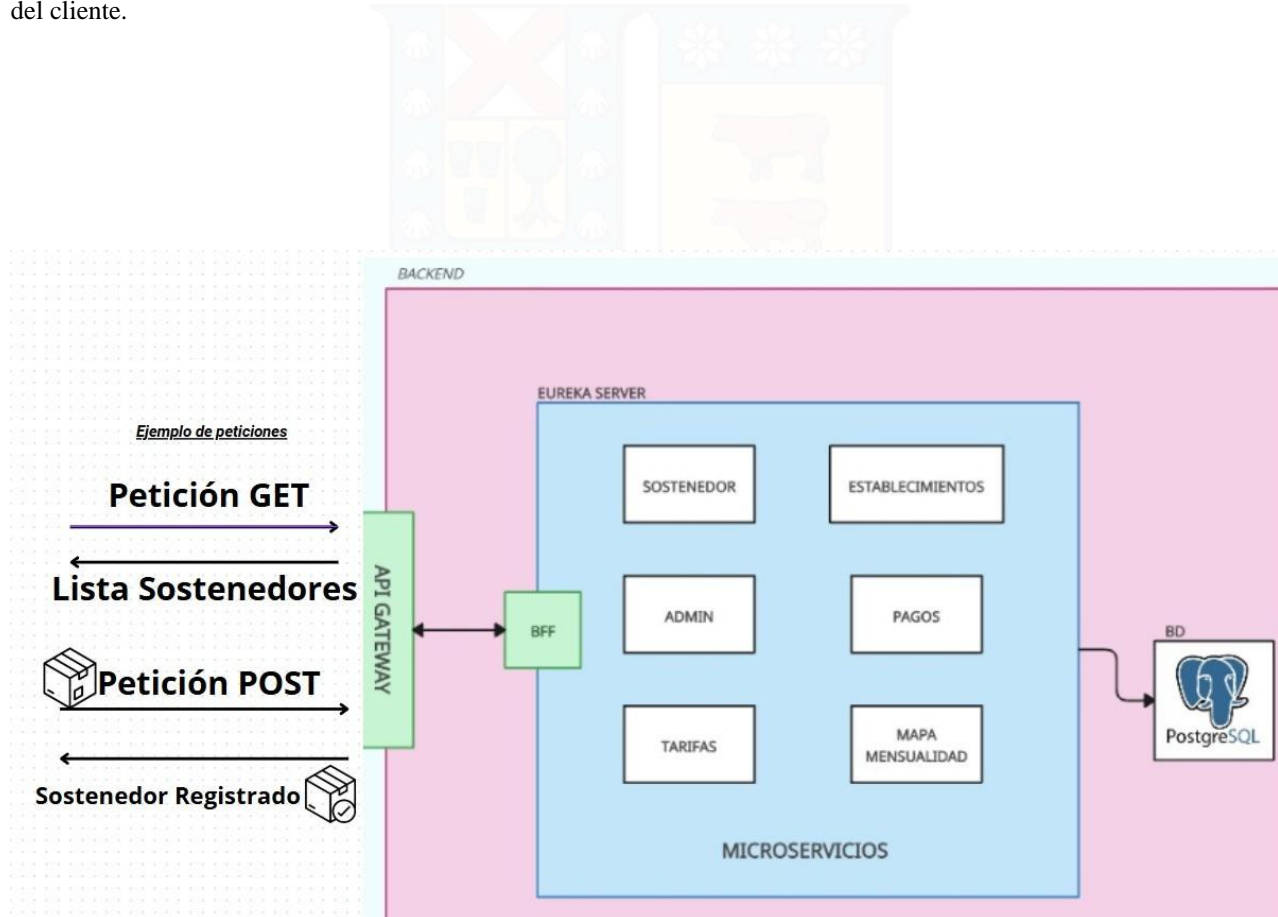 del cliente.
BACKEND
EUREKA SERVER
Ejemplo de peticiones
Petición GET
Lista Sostenedores
Petición POST
Sostenedor Registrado
API GATEWAY
BFF
SOSTENEDOR
ESTABLECIMIENTOS
ADMIN
PAGOS
TARIFAS
MAPA
MENSUALIDAD
MICROSERVICIOS
BD
PostgreSQL